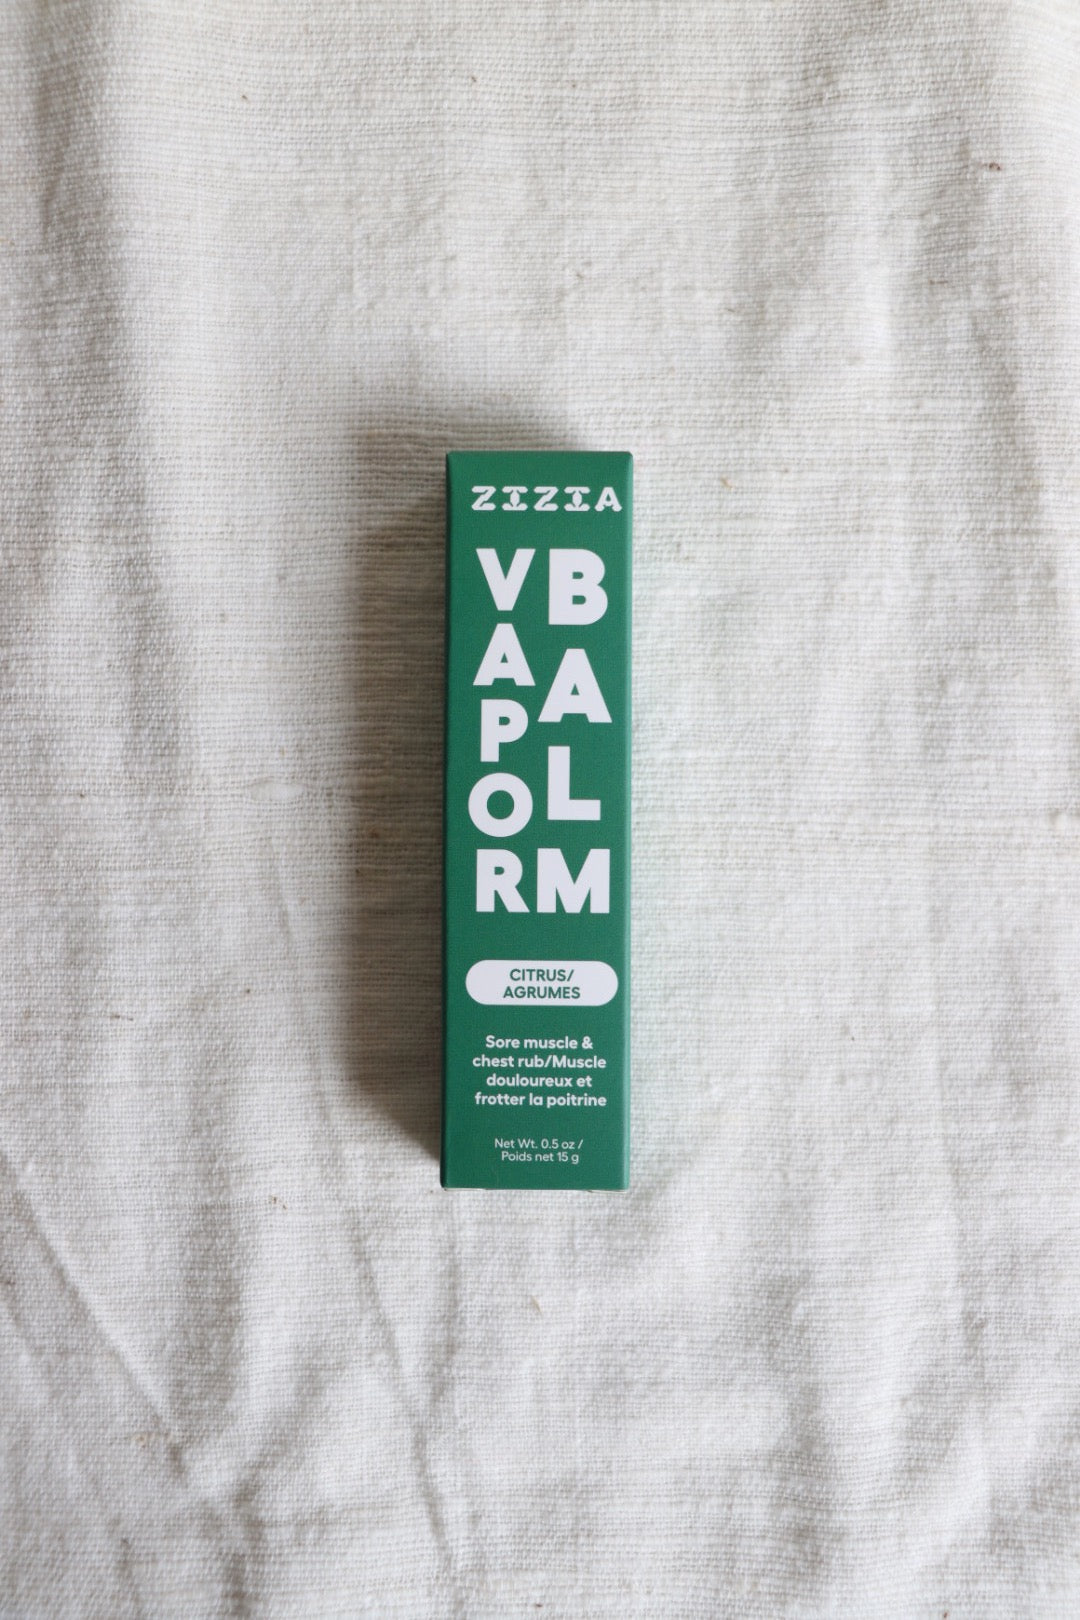 ZIZIA
VAPOR
BALM
CITRUS/
AGRUMES
Sore muscle &
chest rub/Muscle
douloureux et
frotter la poitrine
Net Wt. 0.5 oz /
Poids net 15 g